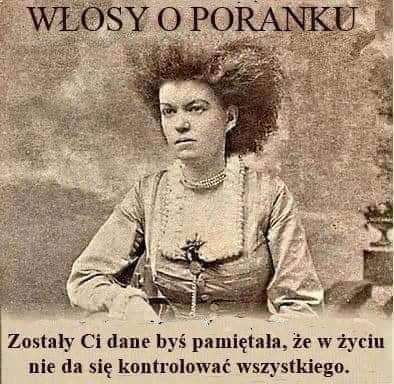 WŁOSY O PORANKU
Zostały Ci dane byś pamiętała, że w życiu
nie da się kontrolować wszystkiego.